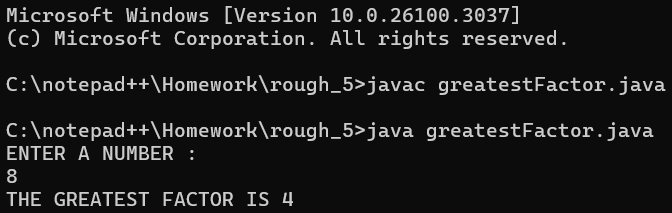 Microsoft Windows [Version 10.0.26100.3037]
(c) Microsoft Corporation. All rights reserved.
C:\notepad++\Homework\rough_5>javac greatestFactor.java
C:\notepad++\Homework\rough_5>java greatestFactor.java
ENTER A NUMBER :
8
THE GREATEST FACTOR IS 4